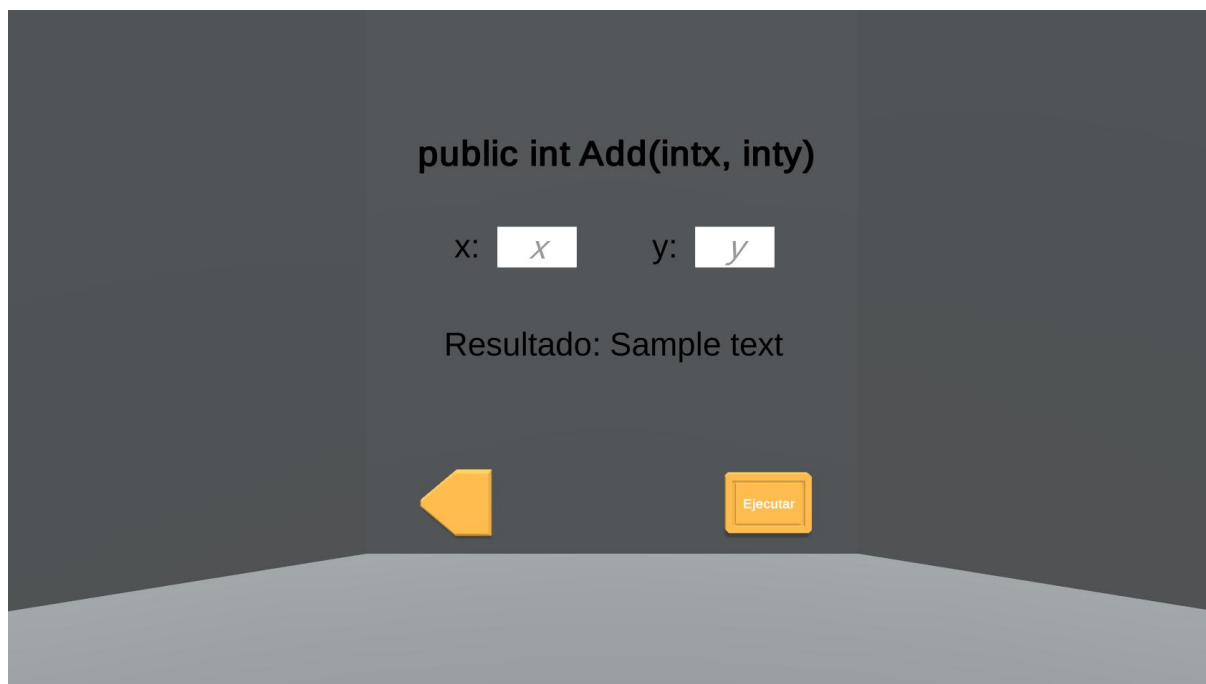 public int Add(intx, inty)
x: x y: y
Resultado: Sample text
Ejecutar